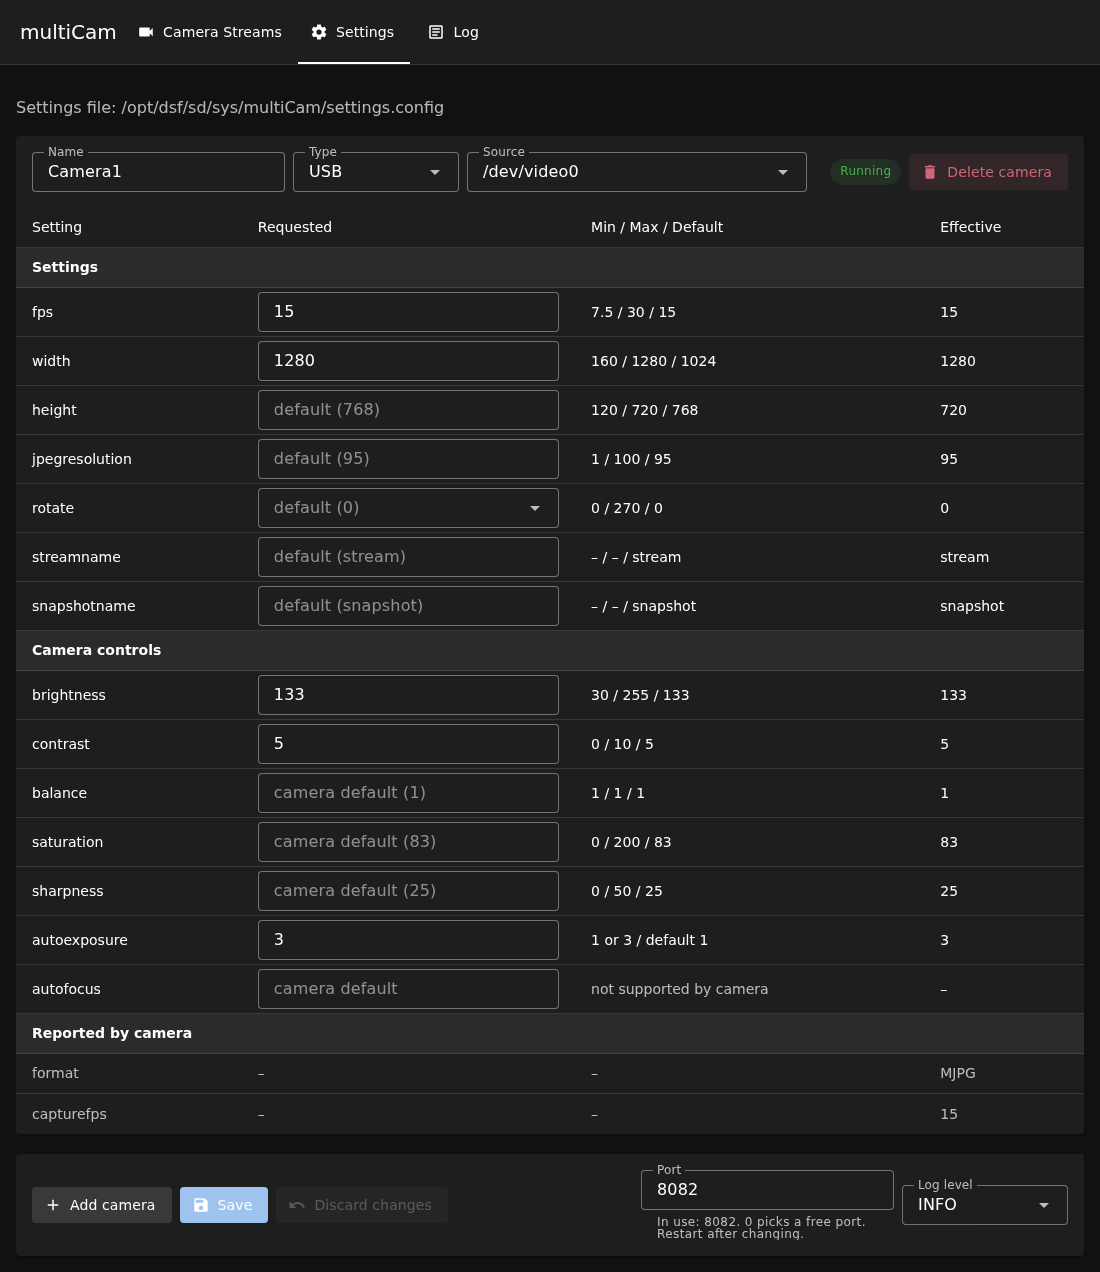 multiCam Camera Streams Settings Log
Settings file: /opt/dsf/sd/sys/multiCam/settings.config
Name Type Source
Camera1 USB /dev/video0 Running Delete camera
Setting Requested Min / Max / Default Effective
Settings
fps 15 7.5 / 30 / 15 15
width 1280 160 / 1280 / 1024 1280
height default (768) 120 / 720 / 768 720
jpegresolution default (95) 1 / 100 / 95 95
rotate default (0) 0 / 270 / 0 0
streamname default (stream) – / – / stream stream
snapshotname default (snapshot) – / – / snapshot snapshot
Camera controls
brightness 133 30 / 255 / 133 133
contrast 5 0 / 10 / 5 5
balance camera default (1) 1 / 1 / 1 1
saturation camera default (83) 0 / 200 / 83 83
sharpness camera default (25) 0 / 50 / 25 25
autoexposure 3 1 or 3 / default 1 3
autofocus camera default not supported by camera –
Reported by camera
format – – MJPG
capturefps – – 15
Port Log level
Add camera Save Discard changes 8082 INFO
In use: 8082. 0 picks a free port.
Restart after changing.